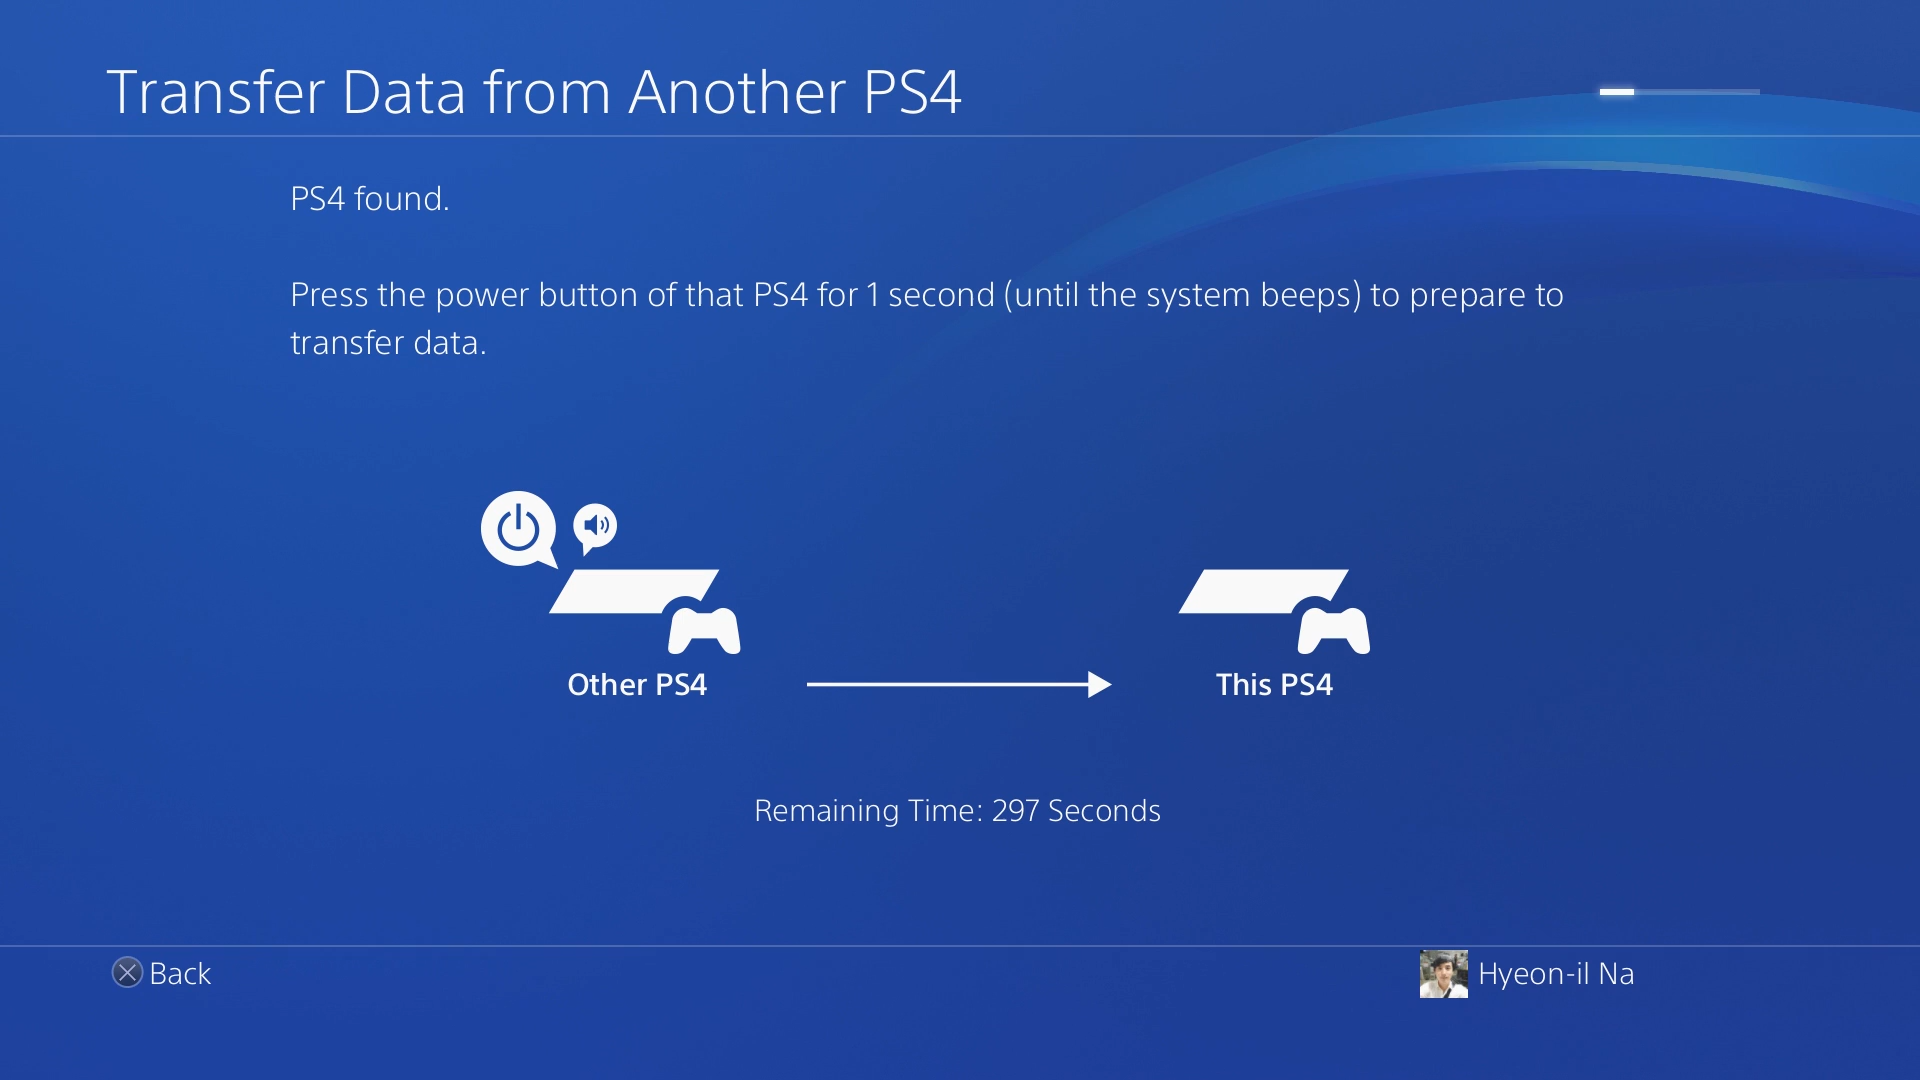 Transfer Data from Another PS4
PS4 found.
Press the power button of that PS4 for 1 second (until the system beeps) to prepare to
transfer data.
Other PS4
This PS4
Remaining Time: 297 Seconds
Back
Hyeon-il Na